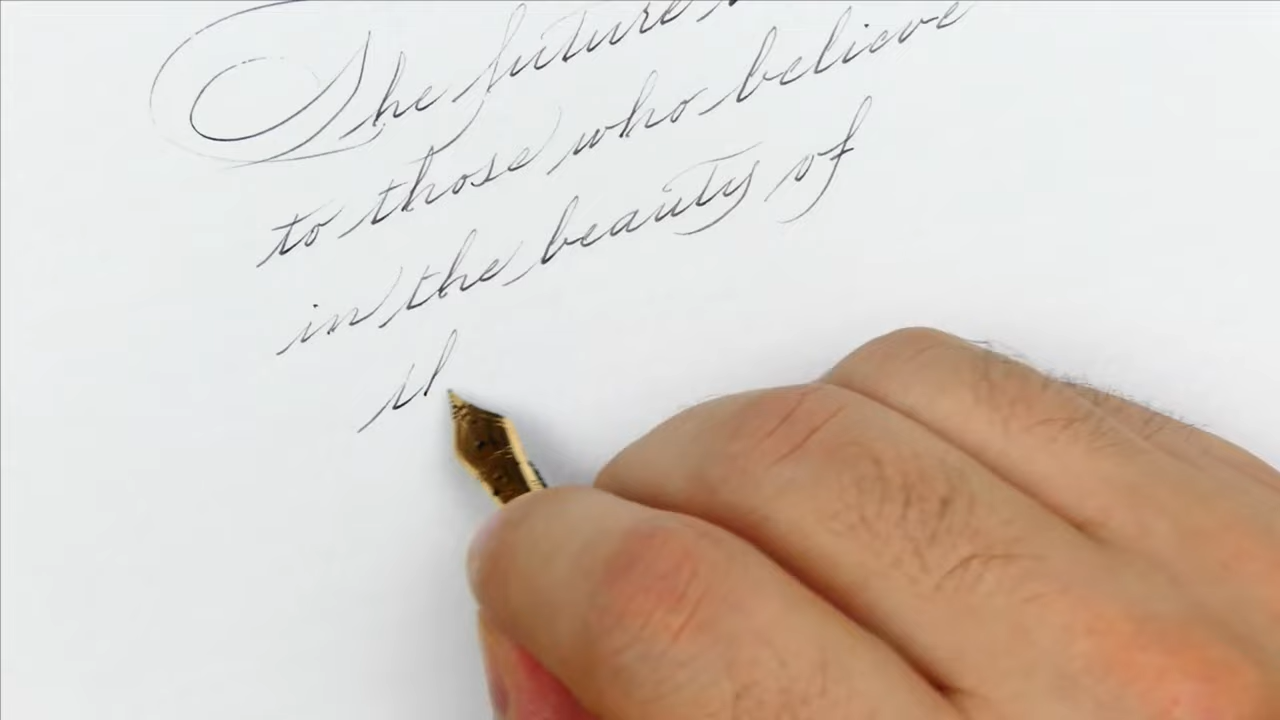 The future
to those who believe
in the beauty of